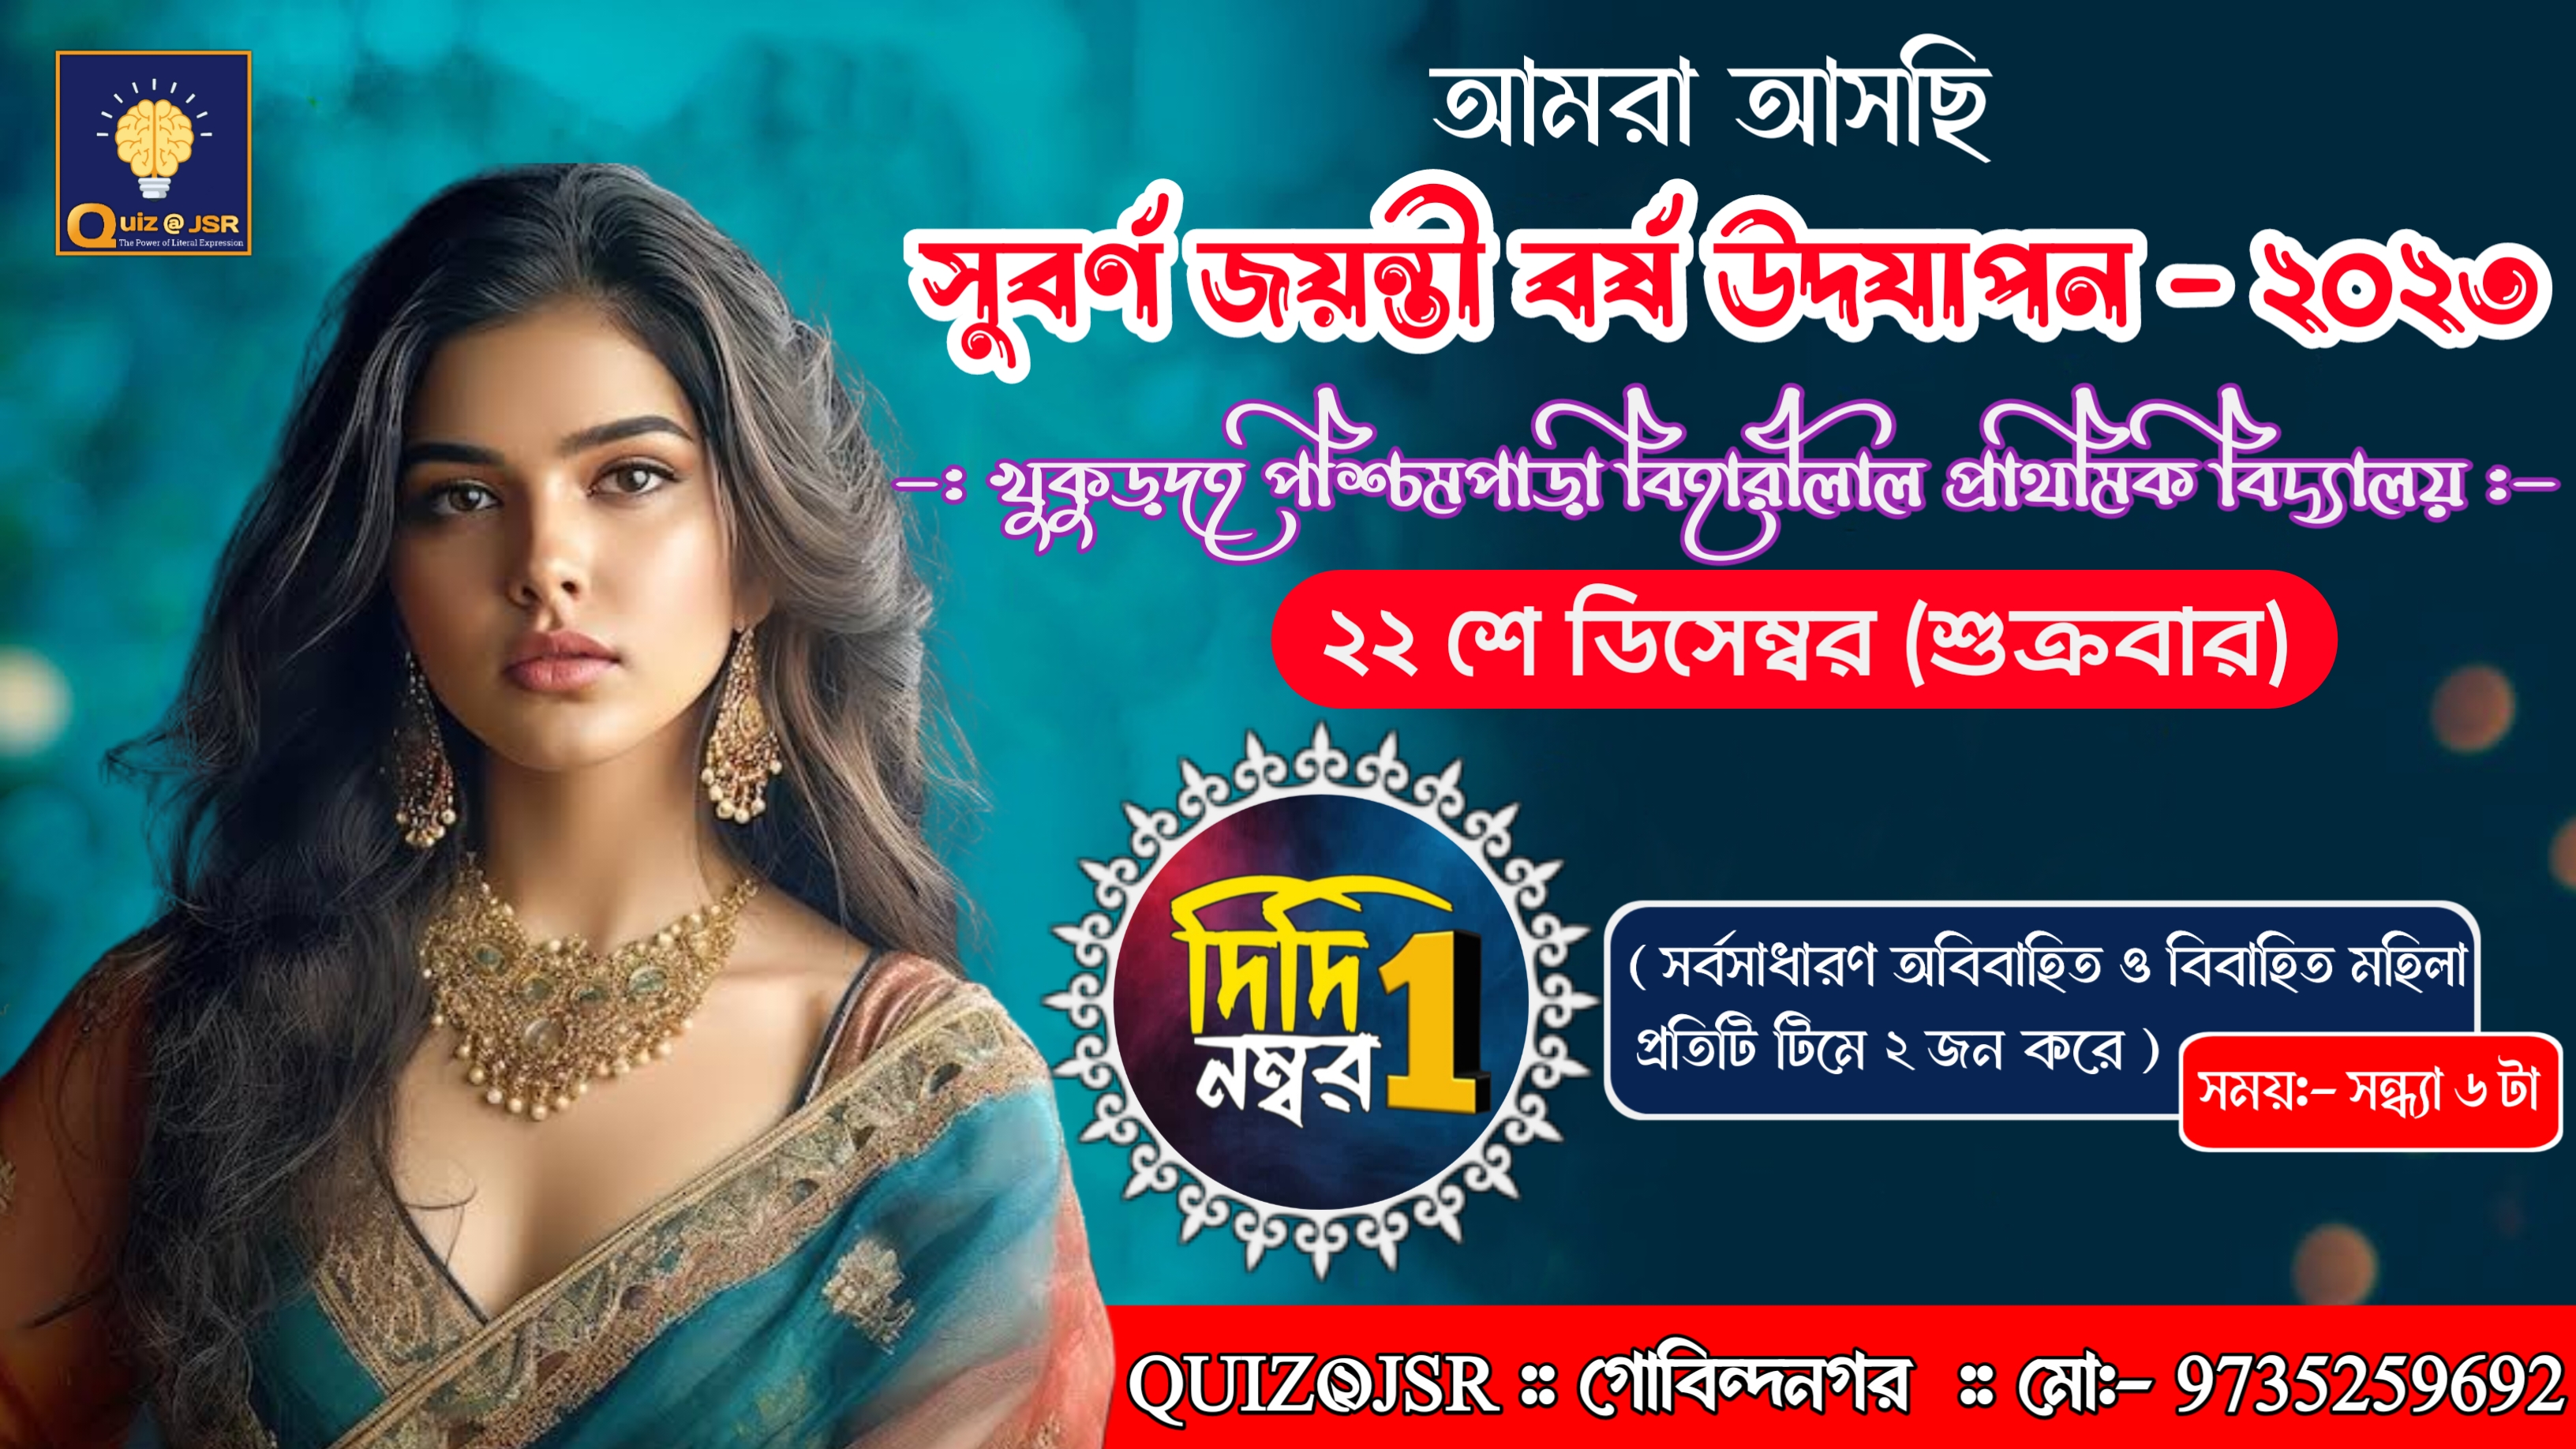 Quiz @ JSR
The Power of Literal Expression
আমরা আসছি
সুবর্ণ জয়ন্তী বর্ষ উদযাপন - ২০২৩
-: খুকুড়দহ পশ্চিমপাড়া বিহারীলাল প্রাথমিক বিদ্যালয় :-
২২ শে ডিসেম্বর (শুক্রবার)
দিদি
নম্বর 1
( সর্বসাধারণ অবিবাহিত ও বিবাহিত মহিলা
প্রতিটি টিমে ২ জন করে )
সময়:- সন্ধ্যা ৬ টা
QUIZ@JSR :: গোবিন্দনগর :: মো:- 9735259692